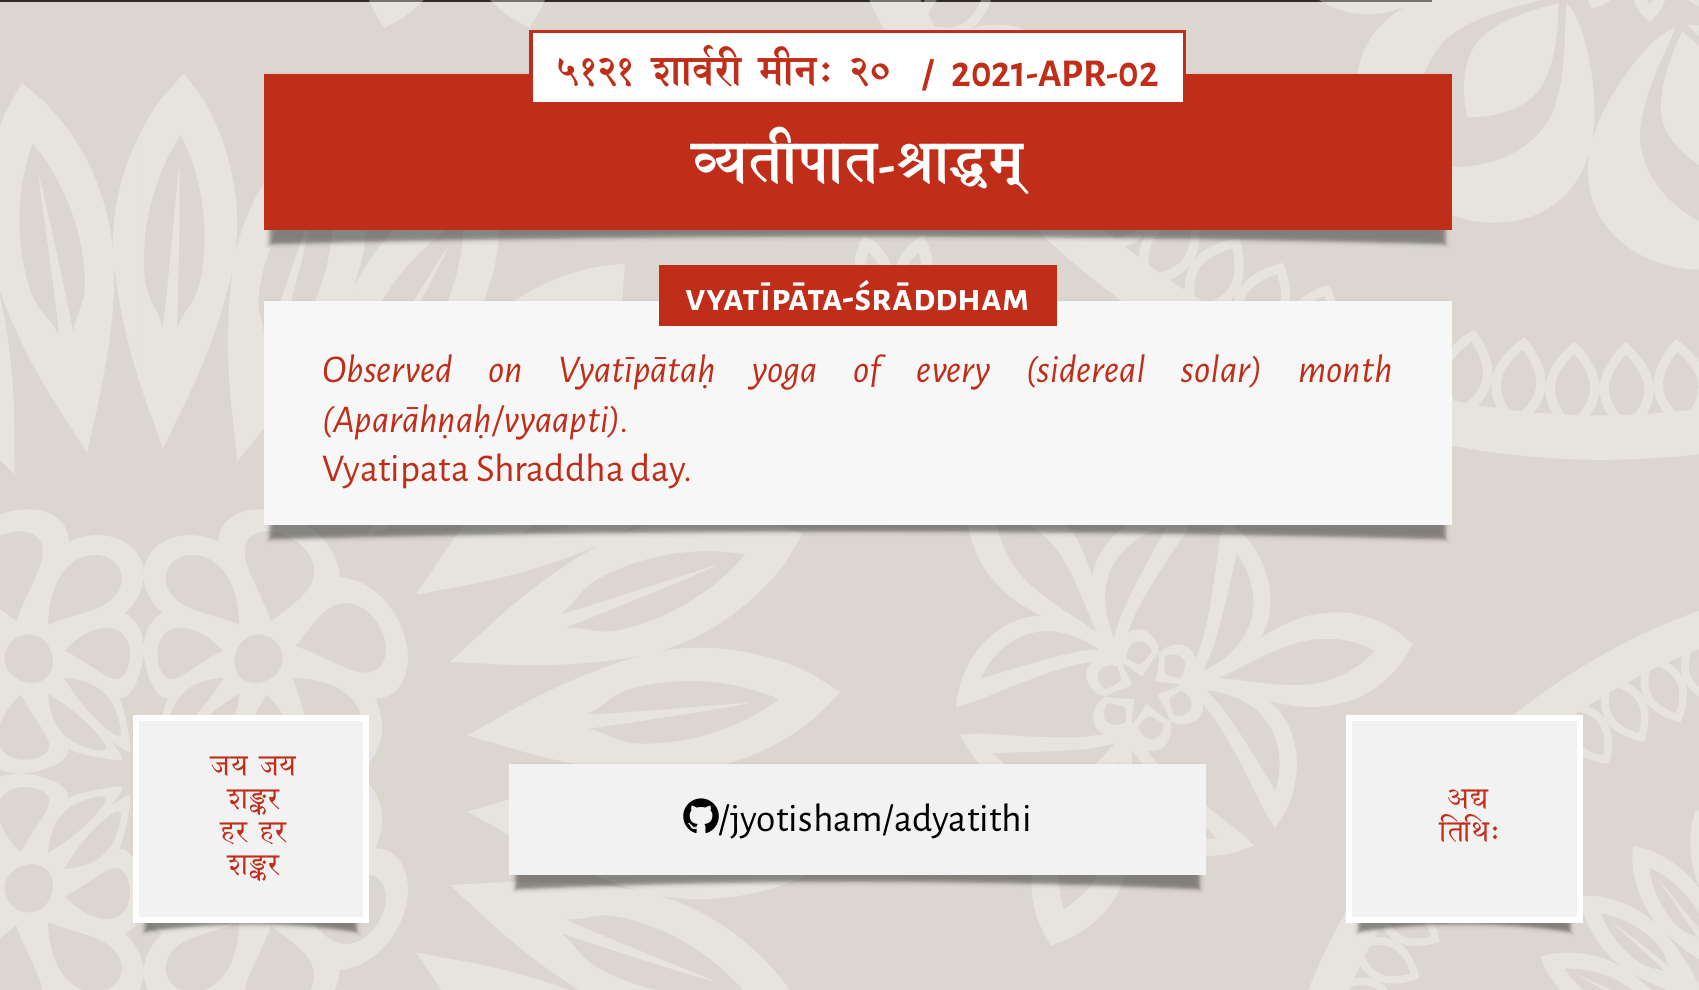 ५१२१ शार्वरी मीनः २० / 2021-APR-02
व्यतीपात-श्राद्धम्
VYATĪPĀTA-ŚRĀDDHAM
Observed on Vyatīpātaḥ yoga of every (sidereal solar) month
(Aparāhṇaḥ/vyaapti).
Vyatipata Shraddha day.
जय जय
शङ्कर
हर हर
शङ्कर
/jyotisham/adyatithi
अद्य
तिथिः